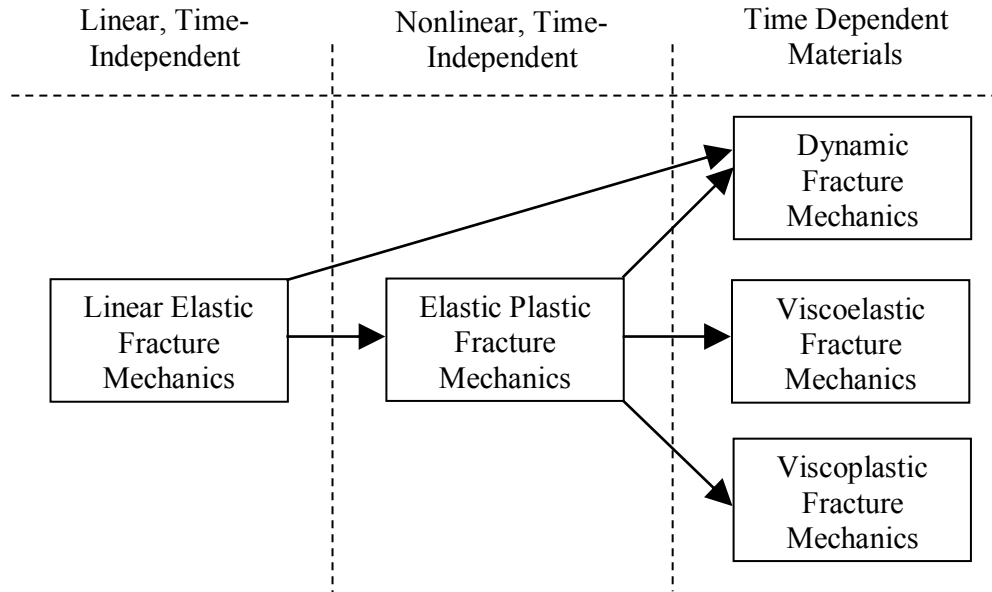 Linear, Time-
Independent
Nonlinear, Time-
Independent
Time Dependent
Materials
Linear Elastic
Fracture
Mechanics
Elastic Plastic
Fracture
Mechanics
Dynamic
Fracture
Mechanics
Viscoelastic
Fracture
Mechanics
Viscoplastic
Fracture
Mechanics